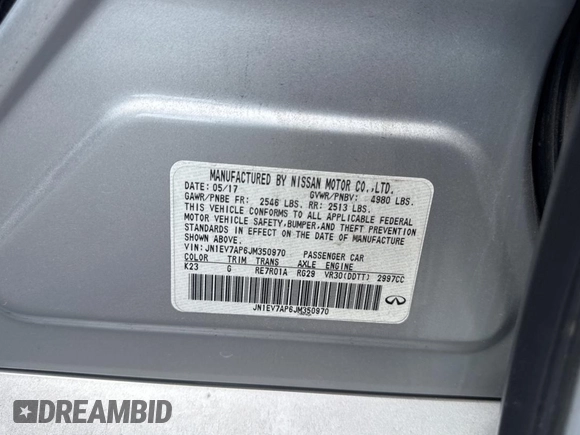 MANUFACTURED BY NISSAN MOTOR CO.,LTD.
DATE: 05/17 GVWR/PNBV: 4980 LBS.
GAWR/PNBE FR: 2546 LBS. RR: 2513 LBS.
THIS VEHICLE CONFORMS TO ALL APPLICABLE FEDERAL
MOTOR VEHICLE SAFETY,BUMPER,AND THEFT PREVENTION
STANDARDS IN EFFECT ON THE DATE OF MANUFACTURE
SHOWN ABOVE.
VIN: JN1EV7AP6JM350970 PASSENGER CAR
COLOR TRIM TRANS AXLE ENGINE
K23 G RE7R01A RG29 VR30(DDTT) 2997CC
JN1EV7AP6JM350970
DREAMBID